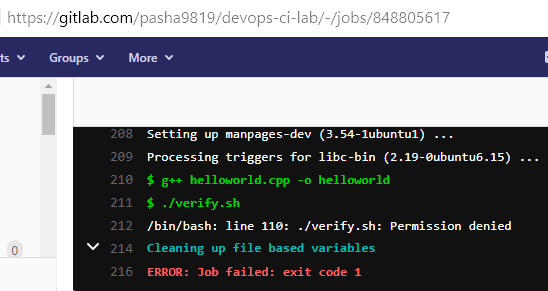 https://gitlab.com/pasha9819/devops-ci-lab/-/jobs/848805617
ts Groups More
208 Setting up manpages-dev (3.54-1ubuntu1) ...
209 Processing triggers for libc-bin (2.19-0ubuntu6.15) ...
210 $ g++ helloworld.cpp -o helloworld
211 $ ./verify.sh
212 /bin/bash: line 110: ./verify.sh: Permission denied
0
214 Cleaning up file based variables
216 ERROR: Job failed: exit code 1